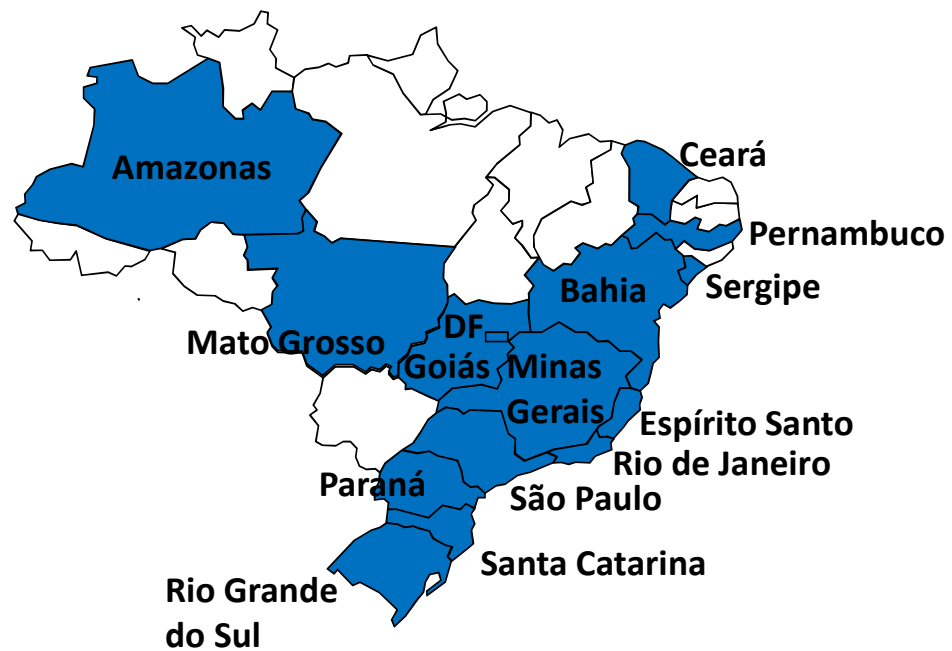 Ceará
Amazonas
Pernambuco
Bahia
Sergipe
DF
Mato Grosso
Goiás
Minas
Gerais
Espírito Santo
Rio de Janeiro
Paraná
São Paulo
Santa Catarina
Rio Grande
do Sul